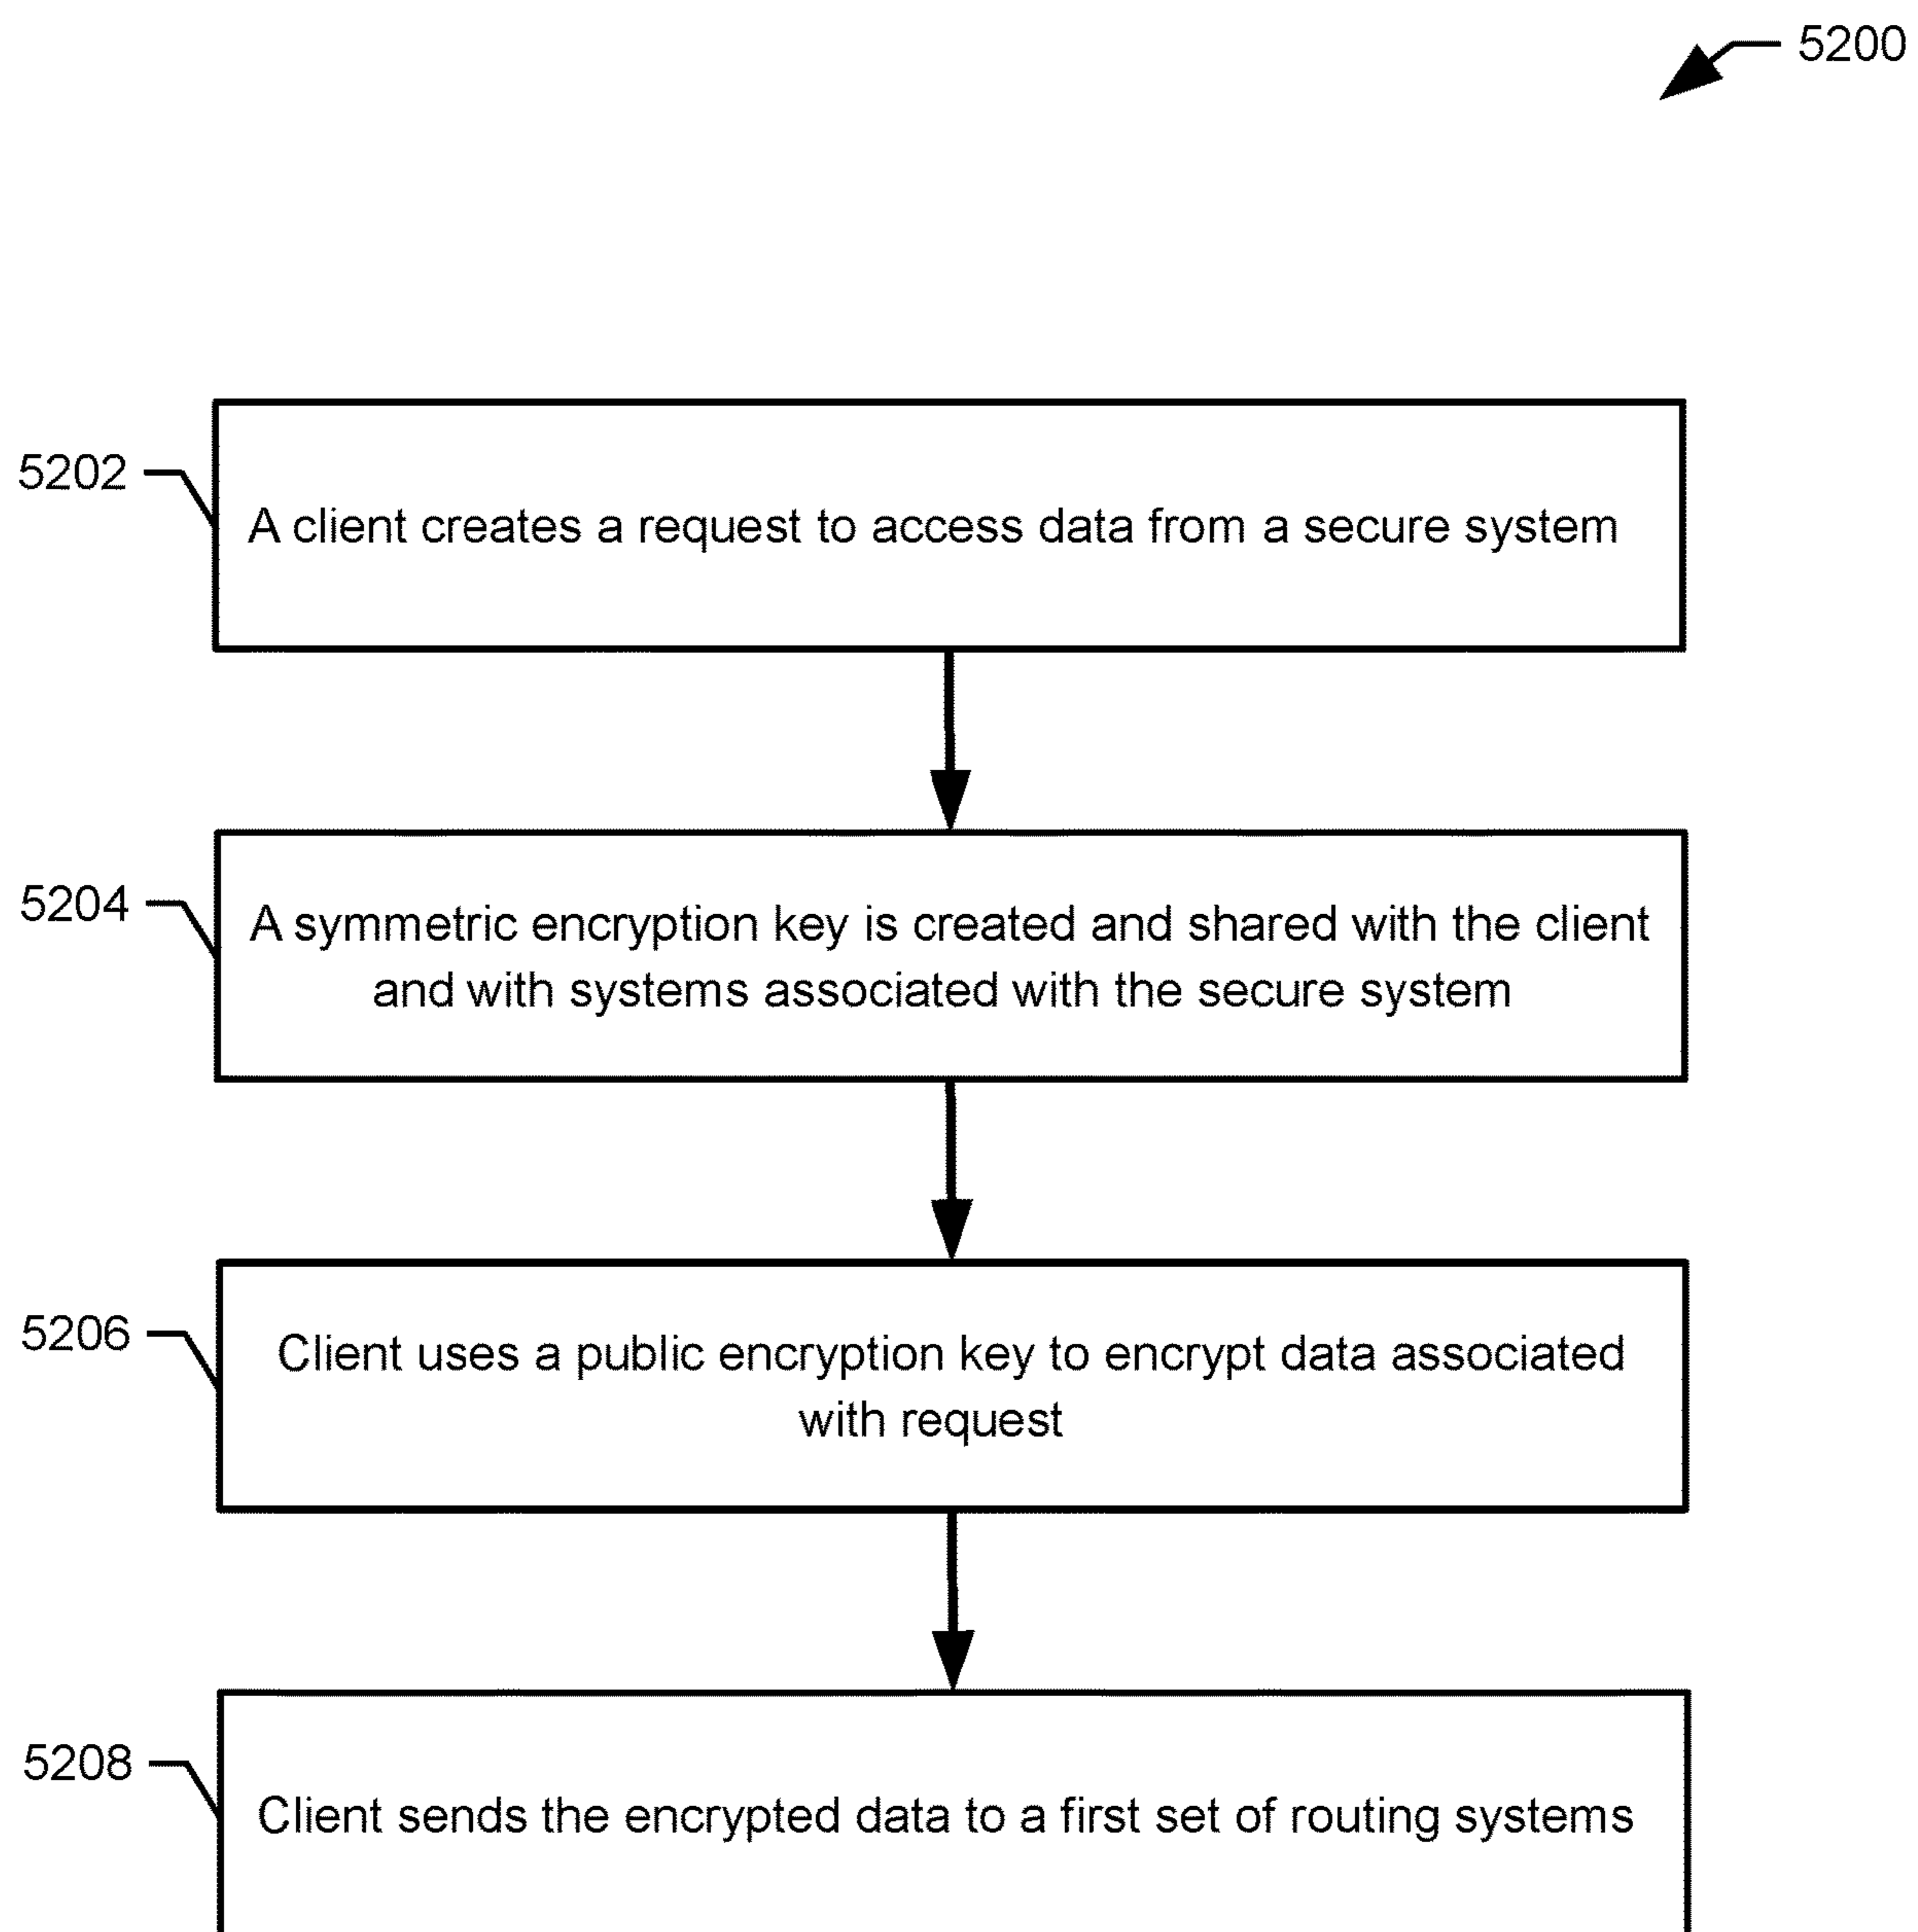 5200
5202
A client creates a request to access data from a secure system
5204
A symmetric encryption key is created and shared with the client
and with systems associated with the secure system
5206
Client uses a public encryption key to encrypt data associated
with request
5208
Client sends the encrypted data to a first set of routing systems